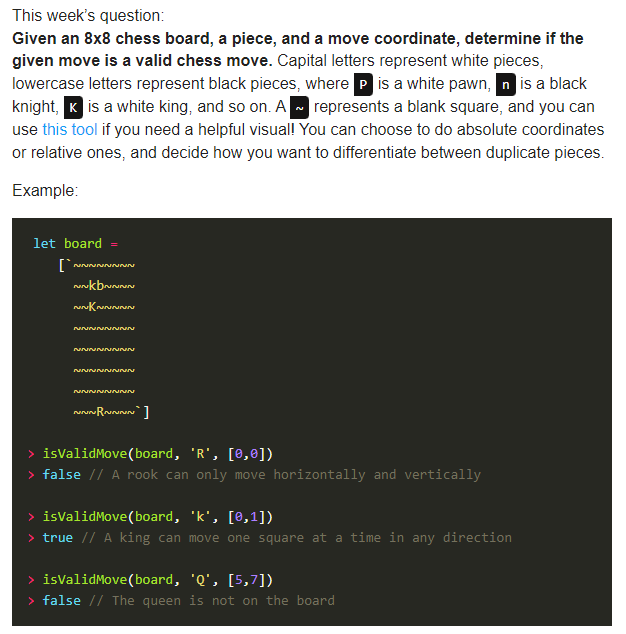 This week's question:
Given an 8x8 chess board, a piece, and a move coordinate, determine if the
given move is a valid chess move. Capital letters represent white pieces,
lowercase letters represent black pieces, where P is a white pawn, n is a black
knight, K is a white king, and so on. A ~ represents a blank square, and you can
use this tool if you need a helpful visual! You can choose to do absolute coordinates
or relative ones, and decide how you want to differentiate between duplicate pieces.
Example:
let board =
[`~~~~~~~~
~~kb~~~~
~~K~~~~~
~~~~~~~~
~~~~~~~~
~~~~~~~~
~~~~~~~~
~~~R~~~~`]
> isValidMove(board, 'R', [0,0])
> false // A rook can only move horizontally and vertically
> isValidMove(board, 'k', [0,1])
> true // A king can move one square at a time in any direction
> isValidMove(board, 'Q', [5,7])
> false // The queen is not on the board